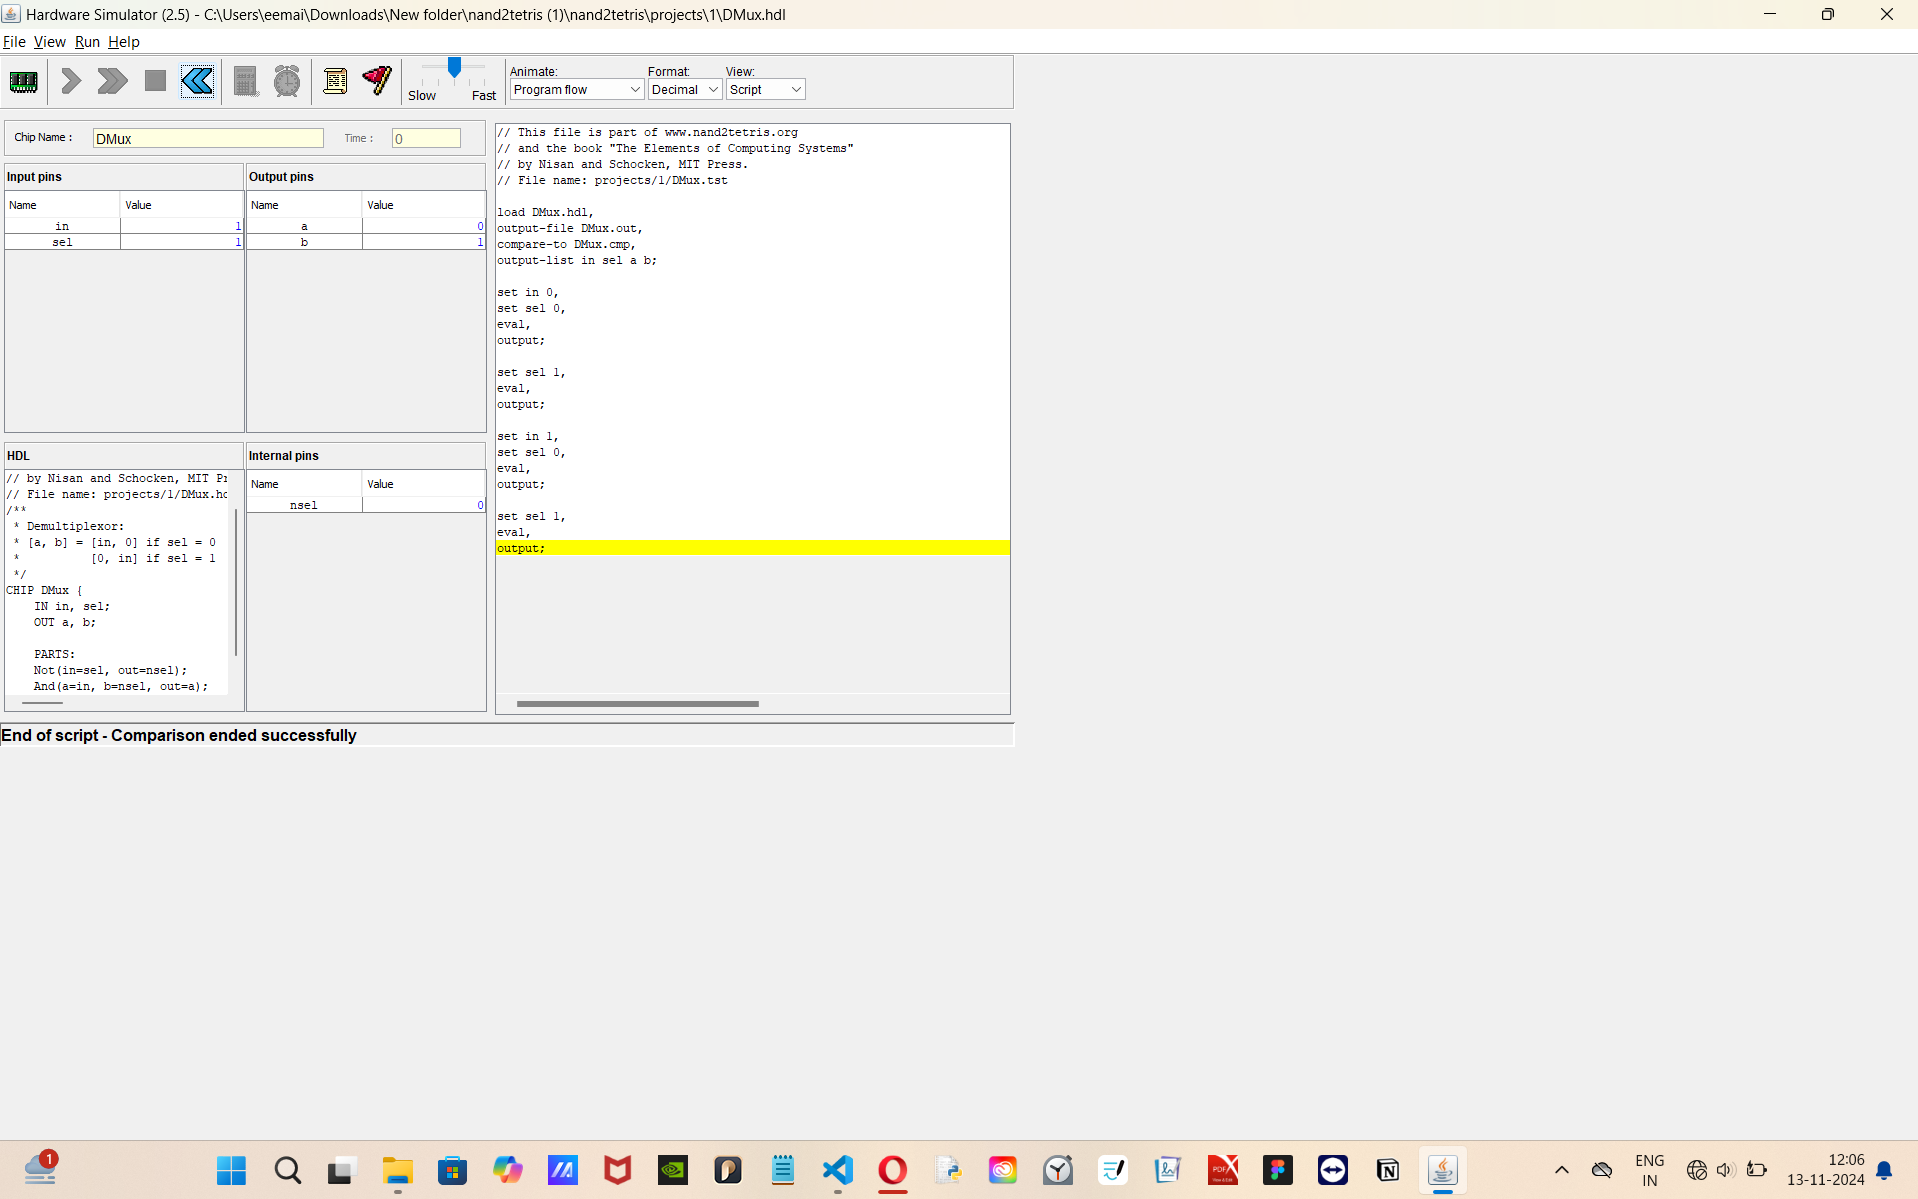 Hardware Simulator (2.5) - C:\Users\eemai\Downloads\New folder\nand2tetris (1)\nand2tetris\projects\1\DMux.hdl
File View Run Help
Slow Fast
Animate: Format: View:
Program flow Decimal Script
Chip Name : DMux Time : 0
Input pins
Name Value
in 1
sel 1
Output pins
Name Value
a 0
b 1
HDL
// by Nisan and Schocken, MIT Pr
// File name: projects/1/DMux.hd
/**
* Demultiplexor:
* [a, b] = [in, 0] if sel = 0
* [0, in] if sel = 1
*/
CHIP DMux {
IN in, sel;
OUT a, b;
PARTS:
Not(in=sel, out=nsel);
And(a=in, b=nsel, out=a);
Internal pins
Name Value
nsel 0
// This file is part of www.nand2tetris.org
// and the book "The Elements of Computing Systems"
// by Nisan and Schocken, MIT Press.
// File name: projects/1/DMux.tst
load DMux.hdl,
output-file DMux.out,
compare-to DMux.cmp,
output-list in sel a b;
set in 0,
set sel 0,
eval,
output;
set sel 1,
eval,
output;
set in 1,
set sel 0,
eval,
output;
set sel 1,
eval,
output;
End of script - Comparison ended successfully
1
PDF
ENG
IN
12:06
13-11-2024